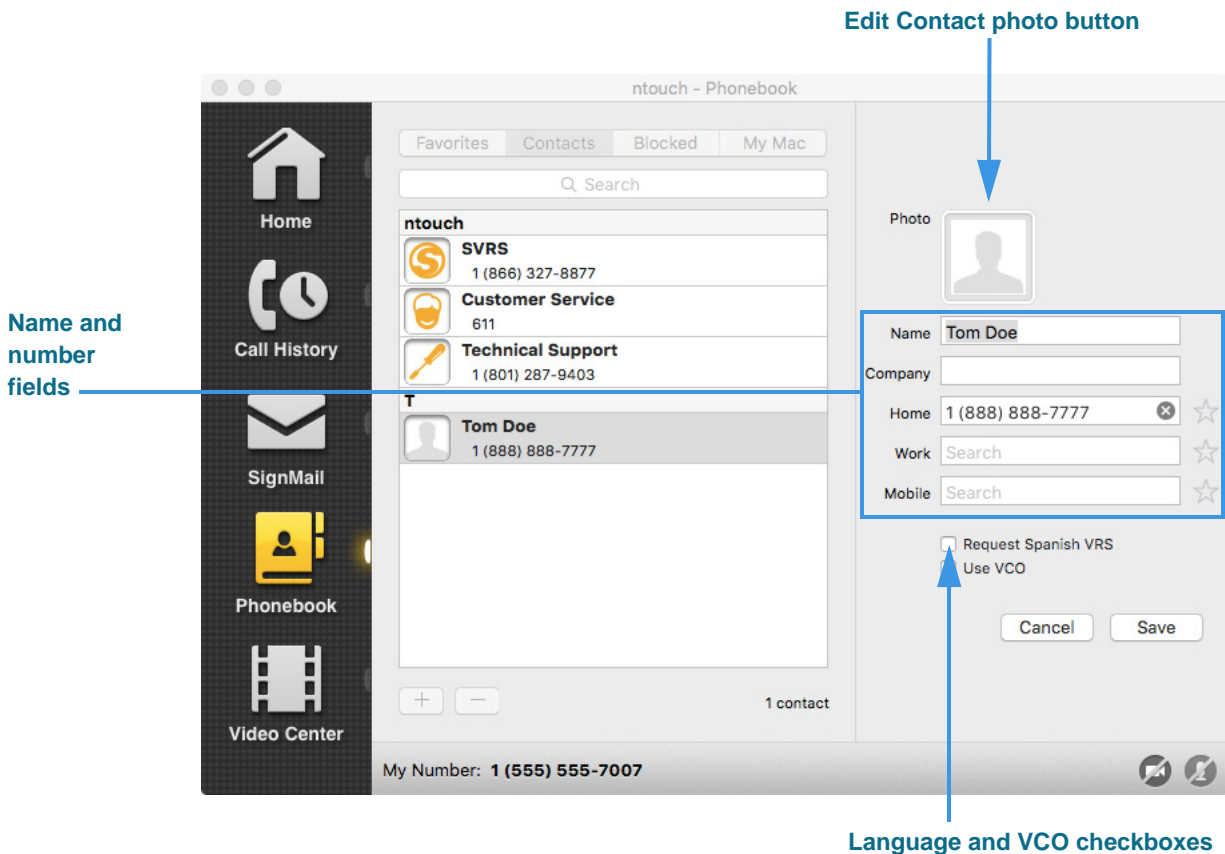 Edit Contact photo button
ntouch - Phonebook
Favorites Contacts Blocked My Mac
Search
Home
Call History
SignMail
Phonebook
Video Center
Name and
number
fields
ntouch
SVRS
1 (866) 327-8877
Customer Service
611
Technical Support
1 (801) 287-9403
T
Tom Doe
1 (888) 888-7777
1 contact
Photo
Name Tom Doe
Company
Home 1 (888) 888-7777
Work Search
Mobile Search
Request Spanish VRS
Use VCO
Cancel Save
My Number: 1 (555) 555-7007
Language and VCO checkboxes